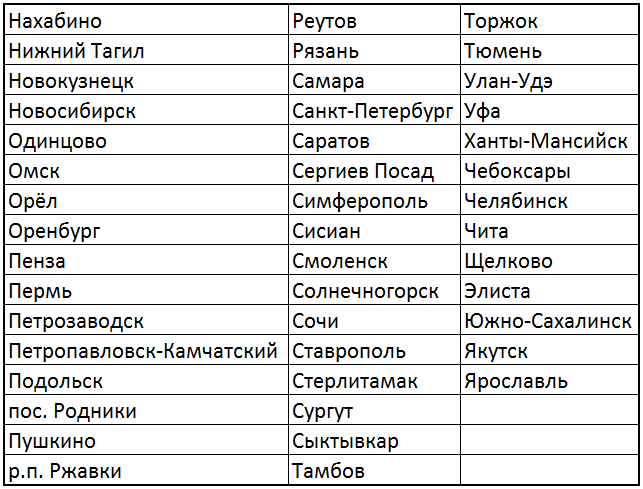 Нахабино Реутов Торжок
Нижний Тагил Рязань Тюмень
Новокузнецк Самара Улан-Удэ
Новосибирск Санкт-Петербург Уфа
Одинцово Саратов Ханты-Мансийск
Омск Сергиев Посад Чебоксары
Орёл Симферополь Челябинск
Оренбург Сисиан Чита
Пенза Смоленск Щелково
Пермь Солнечногорск Элиста
Петрозаводск Сочи Южно-Сахалинск
Петропавловск-Камчатский Ставрополь Якутск
Подольск Стерлитамак Ярославль
пос. Родники Сургут
Пушкино Сыктывкар
р.п. Ржавки Тамбов